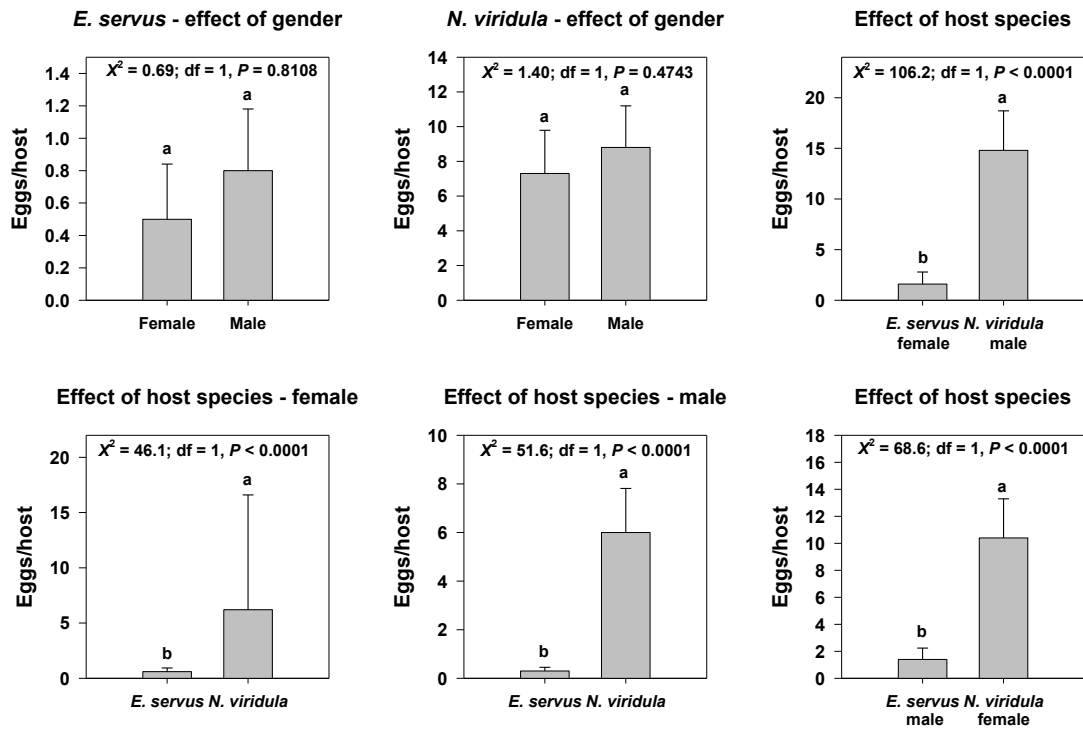 E. servus - effect of gender
X² = 0.69; df = 1, P = 0.8108
Eggs/host
1.4
1.2
1.0
0.8
0.6
0.4
0.2
0.0
a
a
Female Male
N. viridula - effect of gender
X² = 1.40; df = 1, P = 0.4743
Eggs/host
14
12
10
8
6
4
2
0
a
a
Female Male
Effect of host species
X² = 106.2; df = 1, P < 0.0001
Eggs/host
20
15
10
5
0
b
a
E. servus N. viridula
female male
Effect of host species - female
X² = 46.1; df = 1, P < 0.0001
Eggs/host
20
15
10
5
0
b
a
E. servus N. viridula
Effect of host species - male
X² = 51.6; df = 1, P < 0.0001
Eggs/host
10
8
6
4
2
0
b
a
E. servus N. viridula
Effect of host species
X² = 68.6; df = 1, P < 0.0001
Eggs/host
18
16
14
12
10
8
6
4
2
0
b
a
E. servus N. viridula
male female